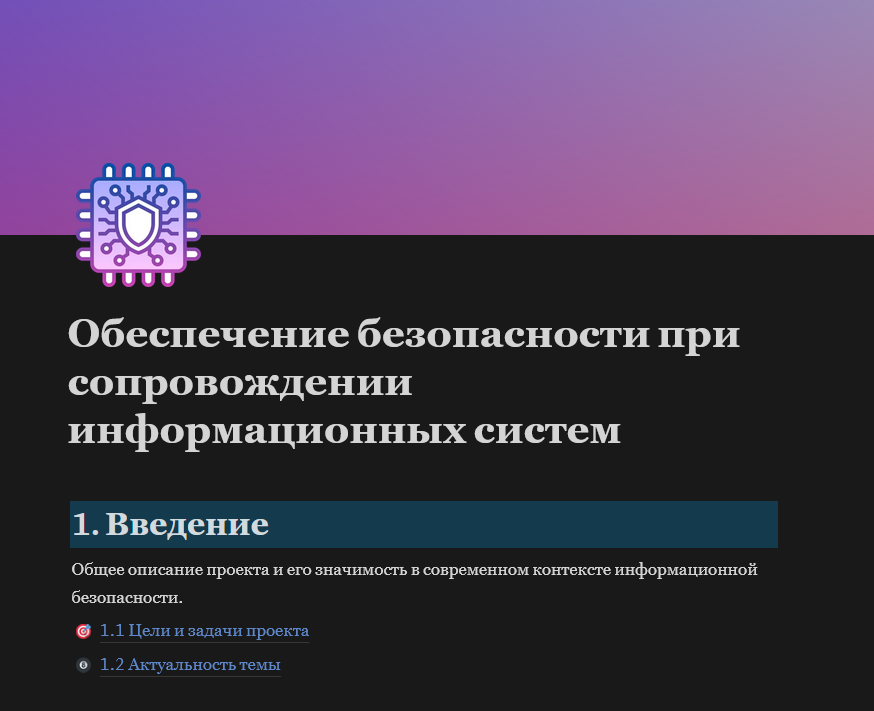 Обеспечение безопасности при
сопровождении
информационных систем
1. Введение
Общее описание проекта и его значимость в современном контексте информационной
безопасности.
1.1 Цели и задачи проекта
1.2 Актуальность темы